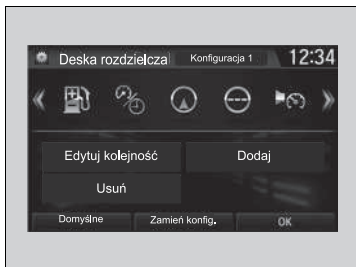 Deska rozdzielcza Konfiguracja 1 12:34
Edytuj kolejność Dodaj
Usuń
Domyślne Zamień konfig. OK